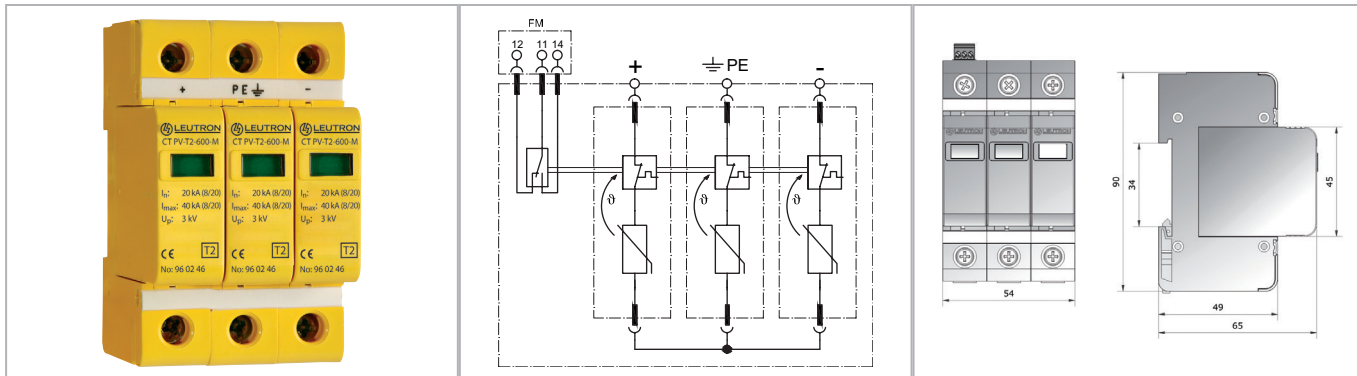 + PE ⏚ -
LEUTRON LEUTRON LEUTRON
CT PV-T2-600-M CT PV-T2-600-M CT PV-T2-600-M
In: 20 kA (8/20) In: 20 kA (8/20) In: 20 kA (8/20)
Imax: 40 kA (8/20) Imax: 40 kA (8/20) Imax: 40 kA (8/20)
Up: 3 kV Up: 3 kV Up: 3 kV
CE T2 CE T2 CE T2
No: 96 02 46 No: 96 02 46 No: 96 02 46
FM
12 11 14
+ ⏚ PE -
ϑ ϑ ϑ
LEUTRON LEUTRON LEUTRON
54
90
34
45
49
65